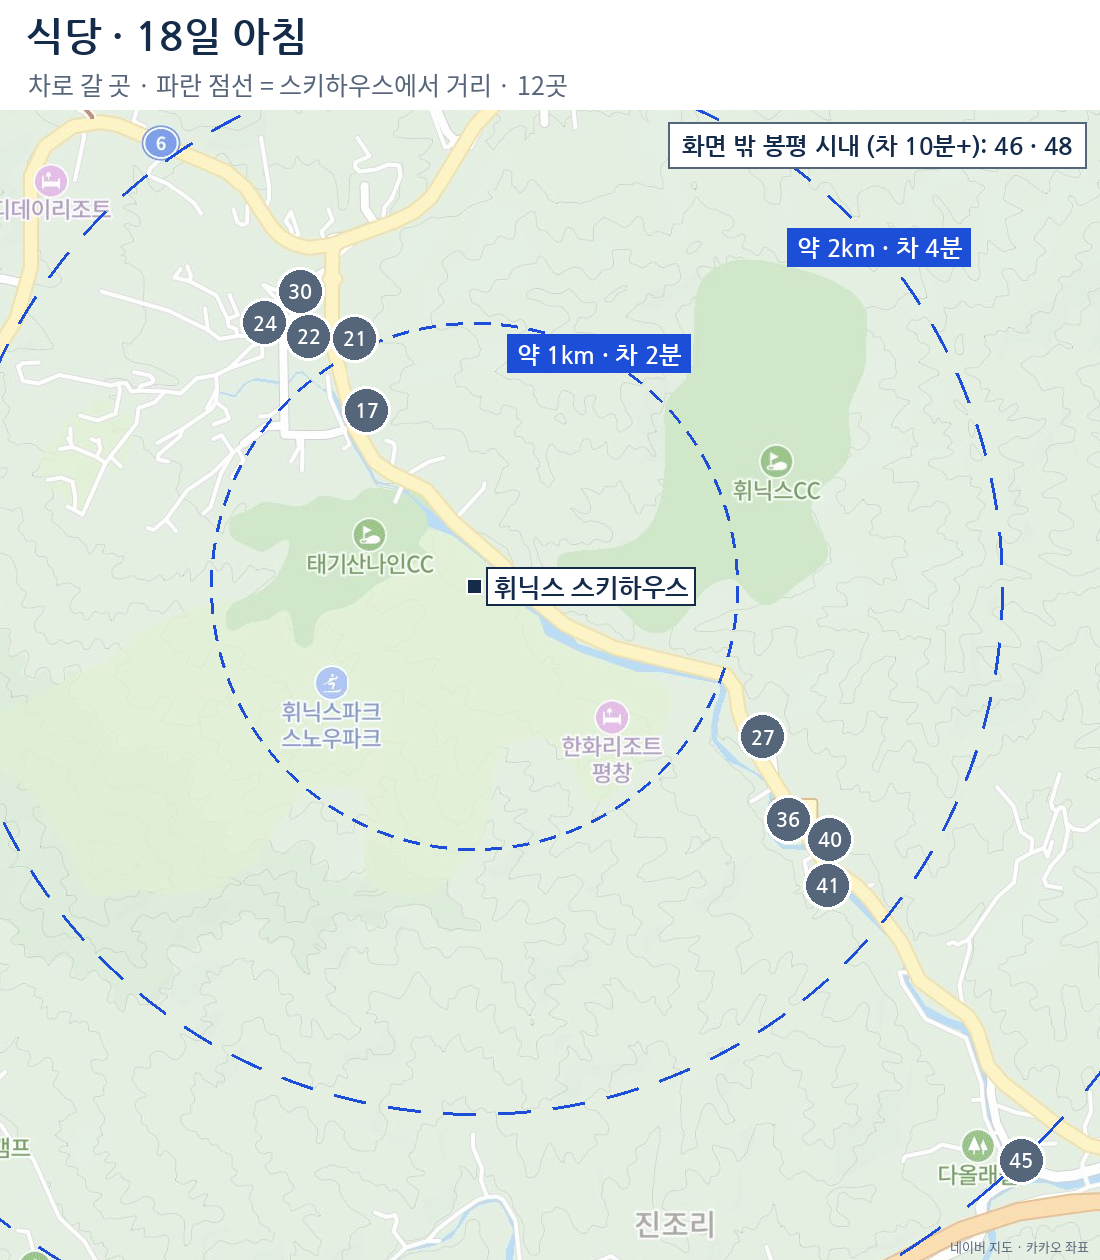 식당 · 18일 아침
차로 갈 곳 · 파란 점선 = 스키하우스에서 거리 · 12곳
화면 밖 봉평 시내 (차 10분+): 46 · 48
6
디데이리조트
약 2km · 차 4분
30
24
22
21
약 1km · 차 2분
17
휘닉스CC
태기산나인CC
휘닉스 스키하우스
휘닉스파크
스노우파크
한화리조트
평창
27
36
40
41
캠프
다올래
45
진조리
네이버 지도 · 카카오 좌표